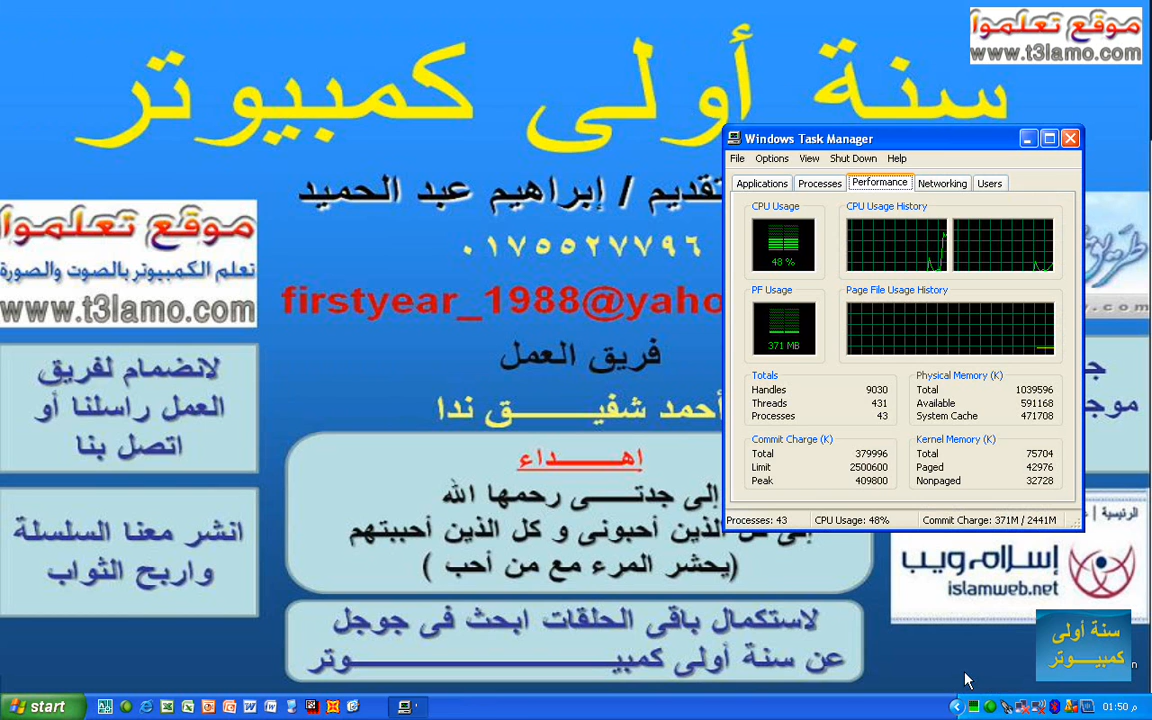 موقع تعلموا
www.t3lamo.com
سنة أولى كمبيوتر
تقديم / إبراهيم عبد الحميد
٠١٧٥٥٢٧٧٩٦
firstyear_1988@yaho
فريق العمل
أحمد شفيق ندا
إهداء
إلى جدتى رحمها الله
إلى كل الذين أحبونى و كل الذين أحببتهم
(يحشر المرء مع من أحب )
لاستكمال باقى الحلقات ابحث فى جوجل
عن سنة أولى كمبيوتر
موقع تعلموا
تعلم الكمبيوتر بالصوت والصورة
www.t3lamo.com
لانضمام لفريق
العمل راسلنا أو
اتصل بنا
انشر معنا السلسلة
واربح الثواب
Windows Task Manager
File Options View Shut Down Help
Applications Processes Performance Networking Users
CPU Usage
48 %
CPU Usage History
PF Usage
371 MB
Page File Usage History
Totals
Handles 9030
Threads 431
Processes 43
Physical Memory (K)
Total 1039596
Available 591168
System Cache 471708
Commit Charge (K)
Total 379996
Limit 2500600
Peak 409800
Kernel Memory (K)
Total 75704
Paged 42976
Nonpaged 32728
Processes: 43 CPU Usage: 48% Commit Charge: 371M / 2441M
y.com
الرئيسية |
إسلام ويب
islamweb.net
سنة أولى
كمبيوتر
start
01:50 م